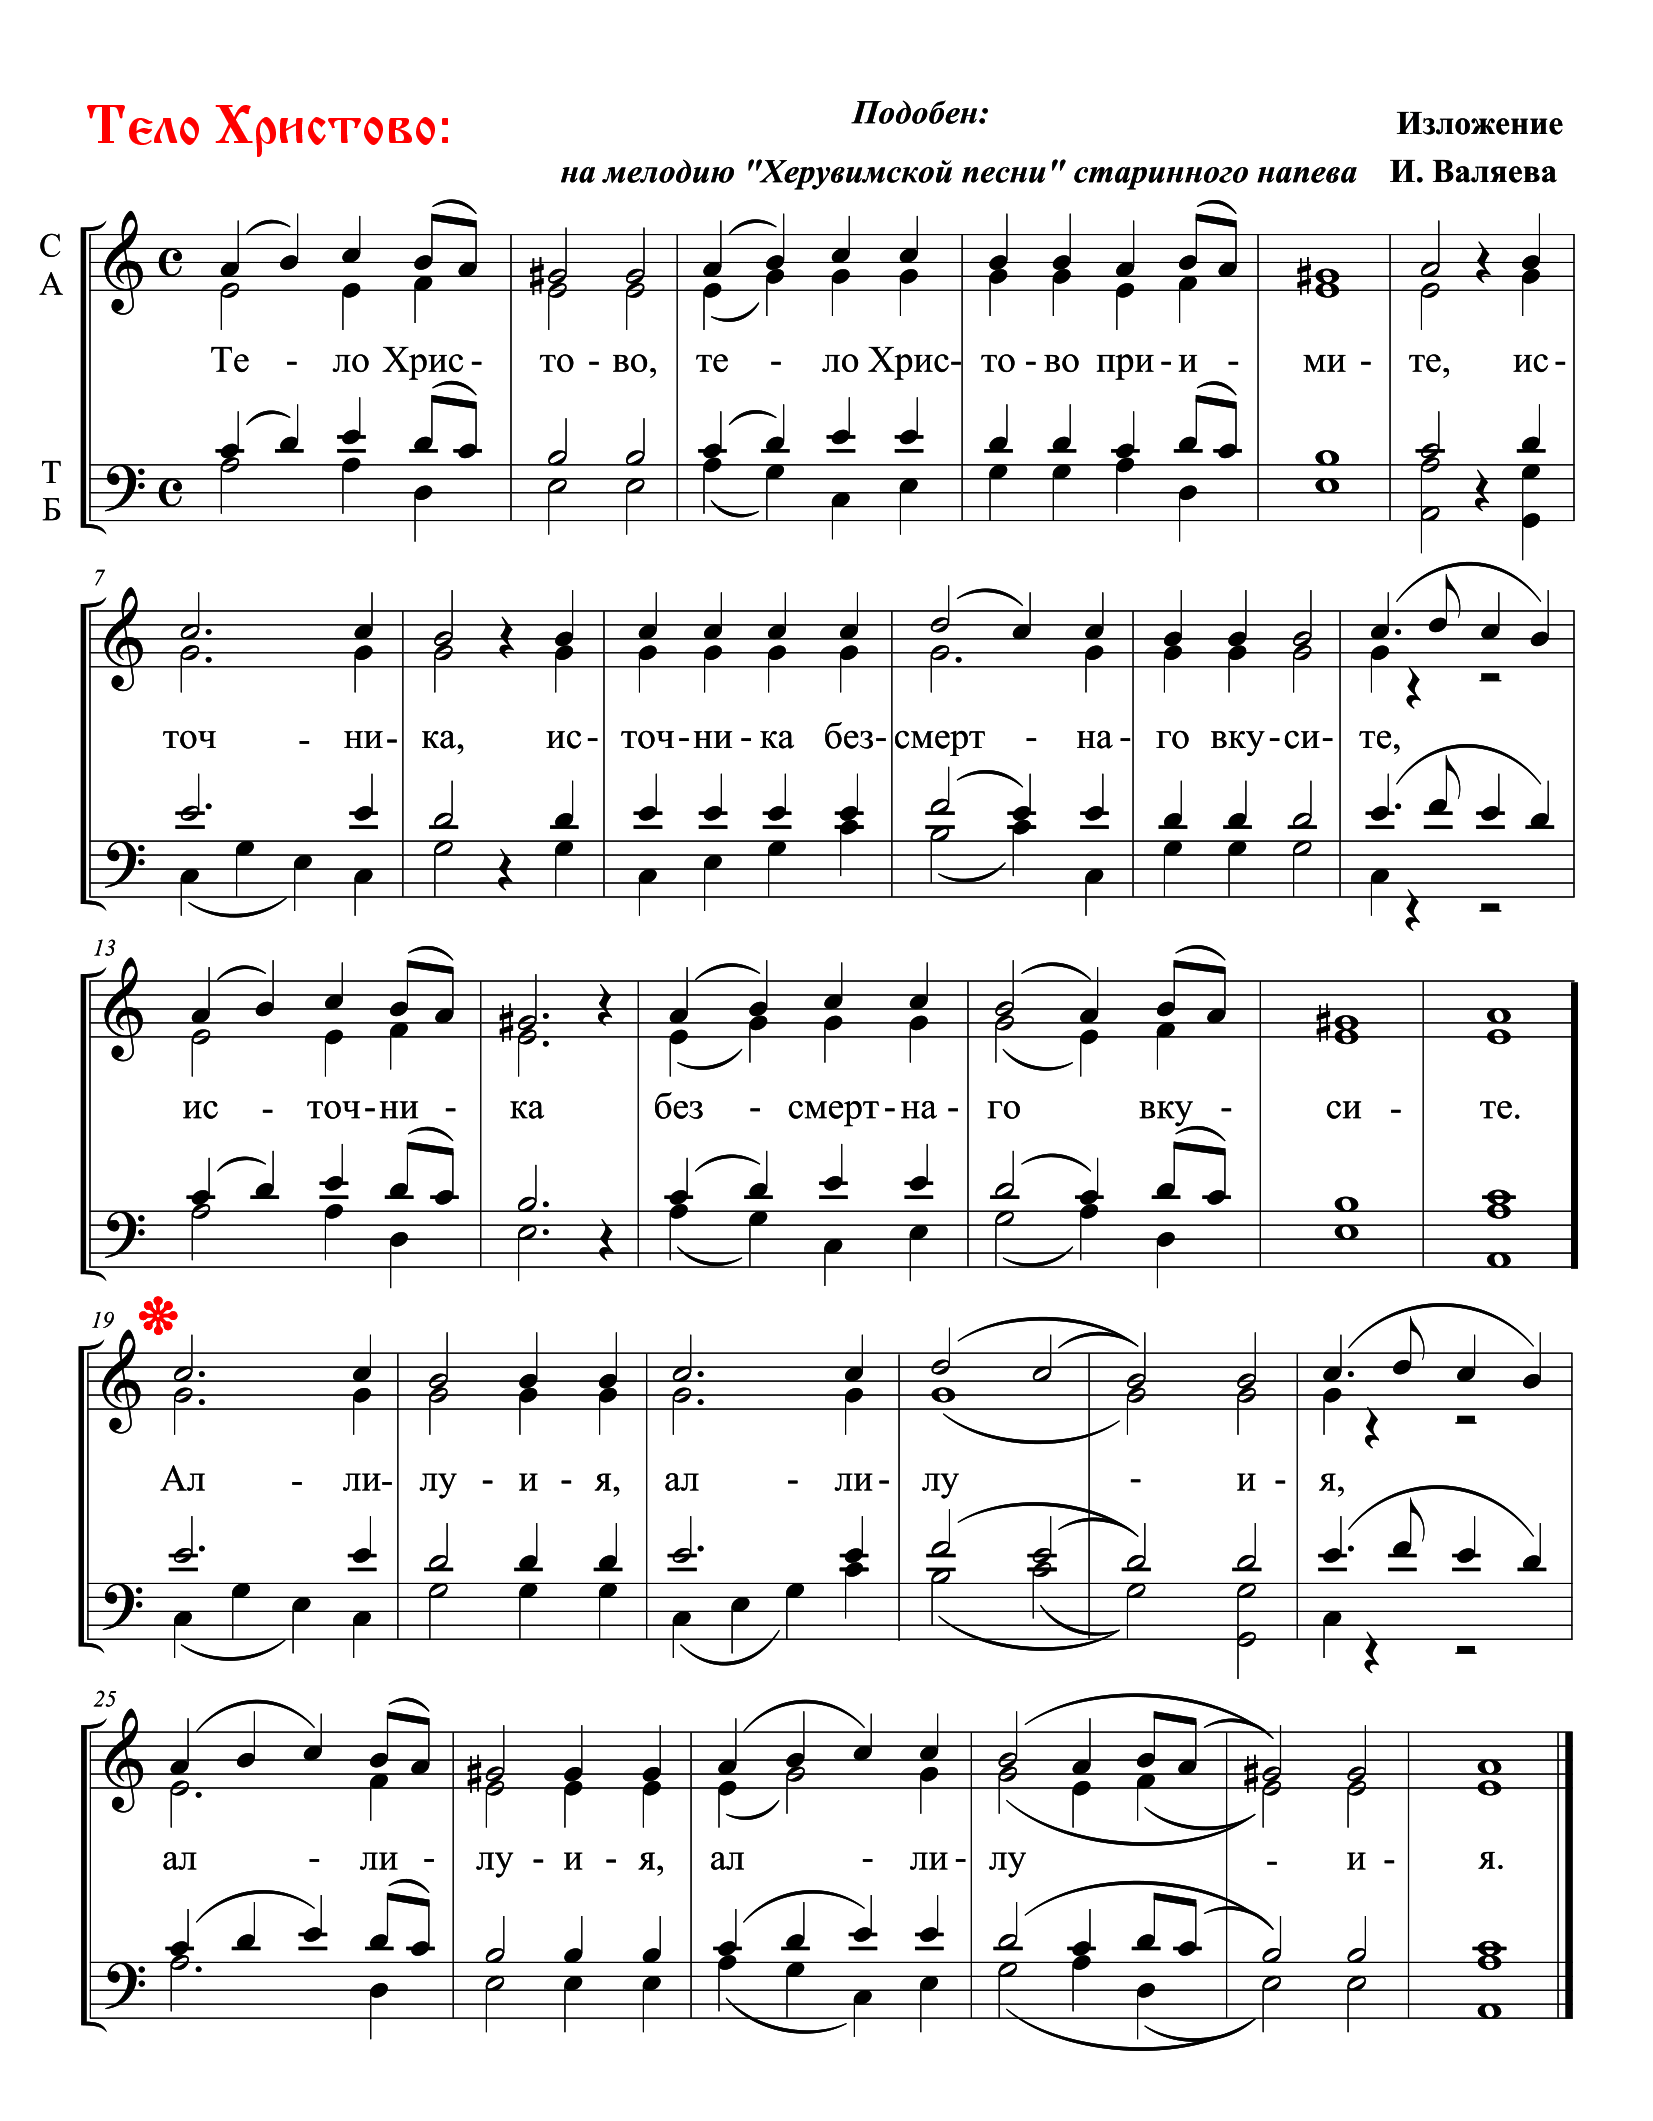 Тело Христово:
Подобен:
на мелодию "Херувимской песни" старинного напева
Изложение
И. Валяева
С
А
Те - ло Хрис - то - во, те - ло Хрис- то - во при - и - ми - те, ис -
Т
Б
7
точ - ни - ка, ис - точ - ни - ка без- смерт - на - го вку - си - те,
13
ис - точ - ни - ка без - смерт - на - го вку - си - те.
19
Ал - ли - лу - и - я, ал - ли - лу - и - я,
25
ал - ли - лу - и - я, ал - ли - лу - и - я.